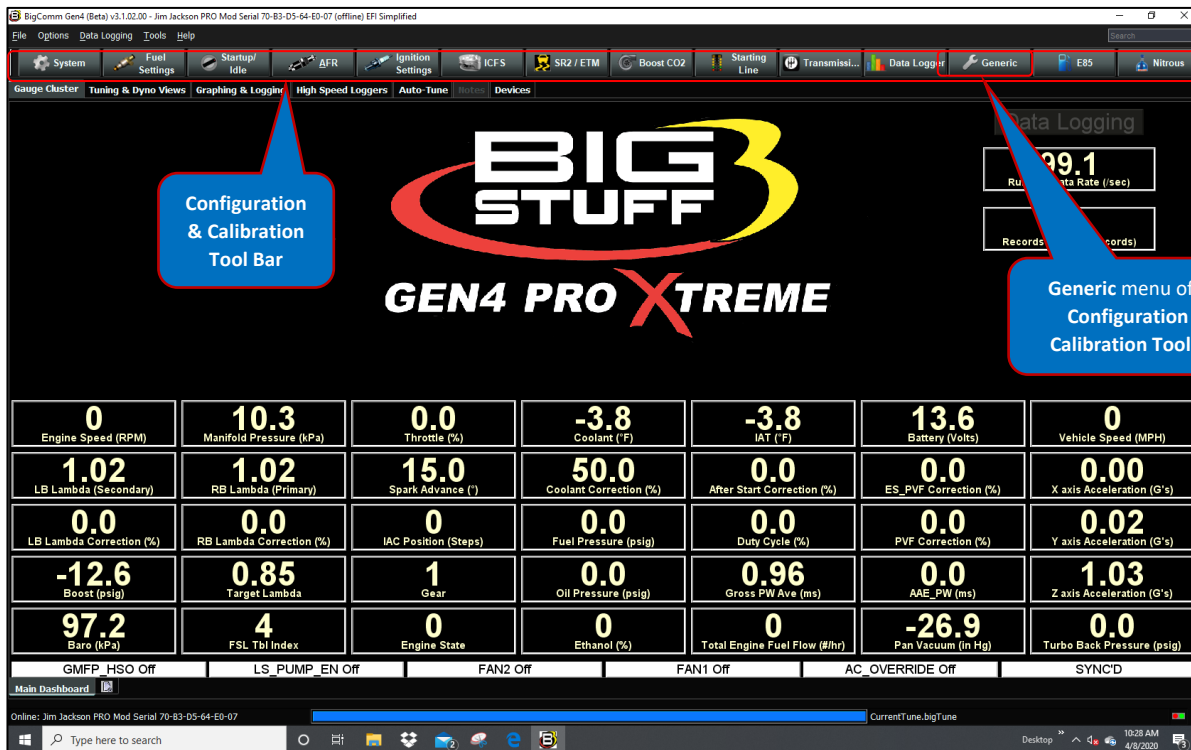 BigComm Gen4 (Beta) v3.1.02.00 - Jim Jackson PRO Mod Serial 70-B3-D5-64-E0-07 (offline) EFI Simplified
File Options Data Logging Tools Help
Search
System
Fuel Settings
Startup/ Idle
AFR
Ignition Settings
ICFS
SR2 / ETM
Boost CO2
Starting Line
Transmissi...
Data Logger
Generic
E85
Nitrous
Gauge Cluster Tuning & Dyno Views Graphing & Logging High Speed Loggers Auto-Tune Notes Devices
Configuration
& Calibration
Tool Bar
BIG
STUFF
3
GEN4 PRO XTREME
Data Logging
99.1
Generic menu of
Configuration
Calibration Tool
0
Engine Speed (RPM)
10.3
Manifold Pressure (kPa)
0.0
Throttle (%)
-3.8
Coolant (°F)
-3.8
IAT (°F)
13.6
Battery (Volts)
0
Vehicle Speed (MPH)
1.02
LB Lambda (Secondary)
1.02
RB Lambda (Primary)
15.0
Spark Advance (°)
50.0
Coolant Correction (%)
0.0
After Start Correction (%)
0.0
ES_PVF Correction (%)
0.00
X axis Acceleration (G's)
0.0
LB Lambda Correction (%)
0.0
RB Lambda Correction (%)
0
IAC Position (Steps)
0.0
Fuel Pressure (psig)
0.0
Duty Cycle (%)
0.0
PVF Correction (%)
0.02
Y axis Acceleration (G's)
-12.6
Boost (psig)
0.85
Target Lambda
1
Gear
0.0
Oil Pressure (psig)
0.96
Gross PW Ave (ms)
0.0
AAE_PW (ms)
1.03
Z axis Acceleration (G's)
97.2
Baro (kPa)
4
FSL Tbl Index
0
Engine State
0
Ethanol (%)
0
Total Engine Fuel Flow (#/hr)
-26.9
Pan Vacuum (in Hg)
0.0
Turbo Back Pressure (psig)
GMFP_HSO Off
LS_PUMP_EN Off
FAN2 Off
FAN1 Off
AC_OVERRIDE Off
SYNC'D
Main Dashboard
Online: Jim Jackson PRO Mod Serial 70-B3-D5-64-E0-07
CurrentTune.bigTune
Type here to search
Desktop
10:28 AM
4/8/2020